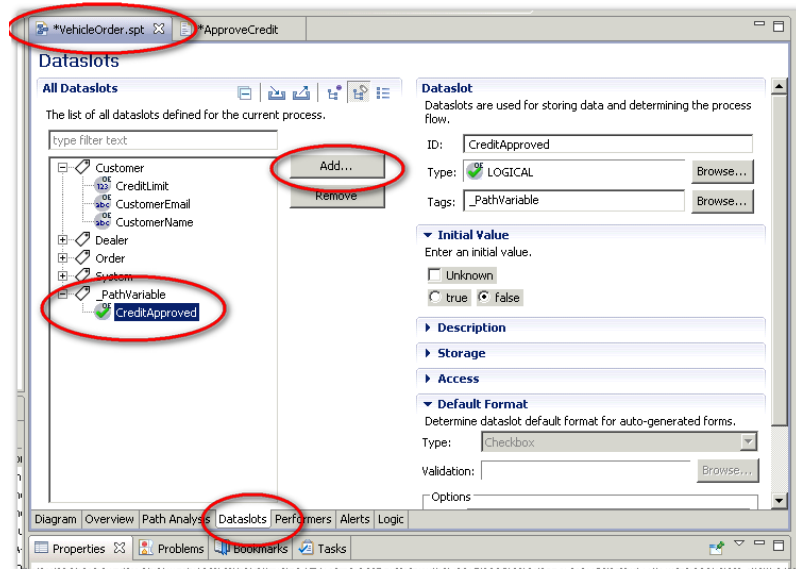 *VehicleOrder.spt
*ApproveCredit
Dataslots
All Dataslots
The list of all dataslots defined for the current process.
type filter text
Customer
CreditLimit
CustomerEmail
CustomerName
Dealer
Order
System
_PathVariable
CreditApproved
Add...
Remove
Dataslot
Dataslots are used for storing data and determining the process
flow.
ID: CreditApproved
Type: LOGICAL Browse...
Tags: _PathVariable Browse...
Initial Value
Enter an initial value.
Unknown
true false
Description
Storage
Access
Default Format
Determine dataslot default format for auto-generated forms.
Type: Checkbox
Validation: Browse...
Options
Diagram Overview Path Analysis Dataslots Performers Alerts Logic
Properties Problems Bookmarks Tasks